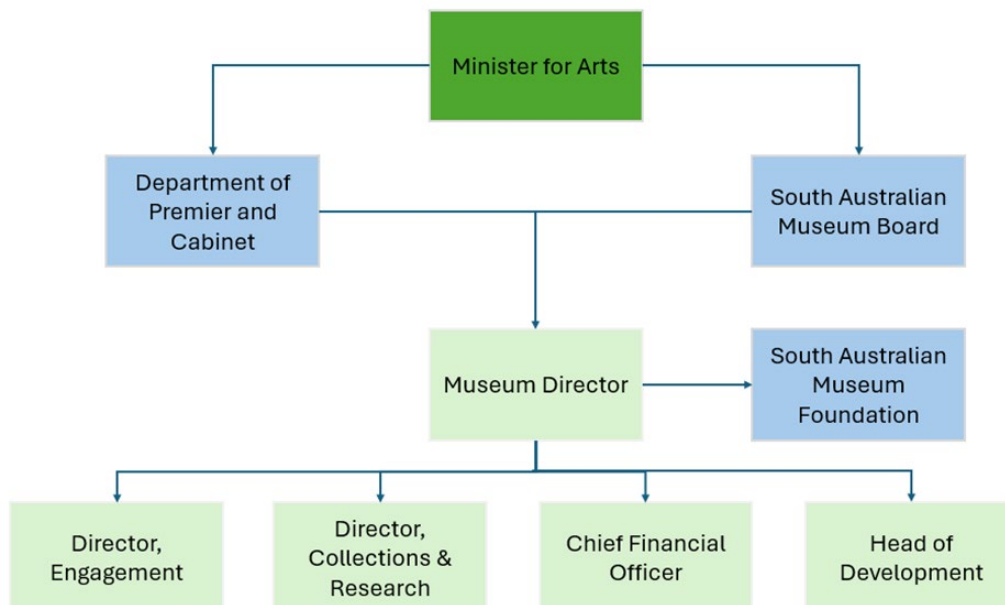 Minister for Arts
Department of
Premier and
Cabinet
South Australian
Museum Board
Museum Director
South Australian
Museum
Foundation
Director,
Engagement
Director,
Collections &
Research
Chief Financial
Officer
Head of
Development